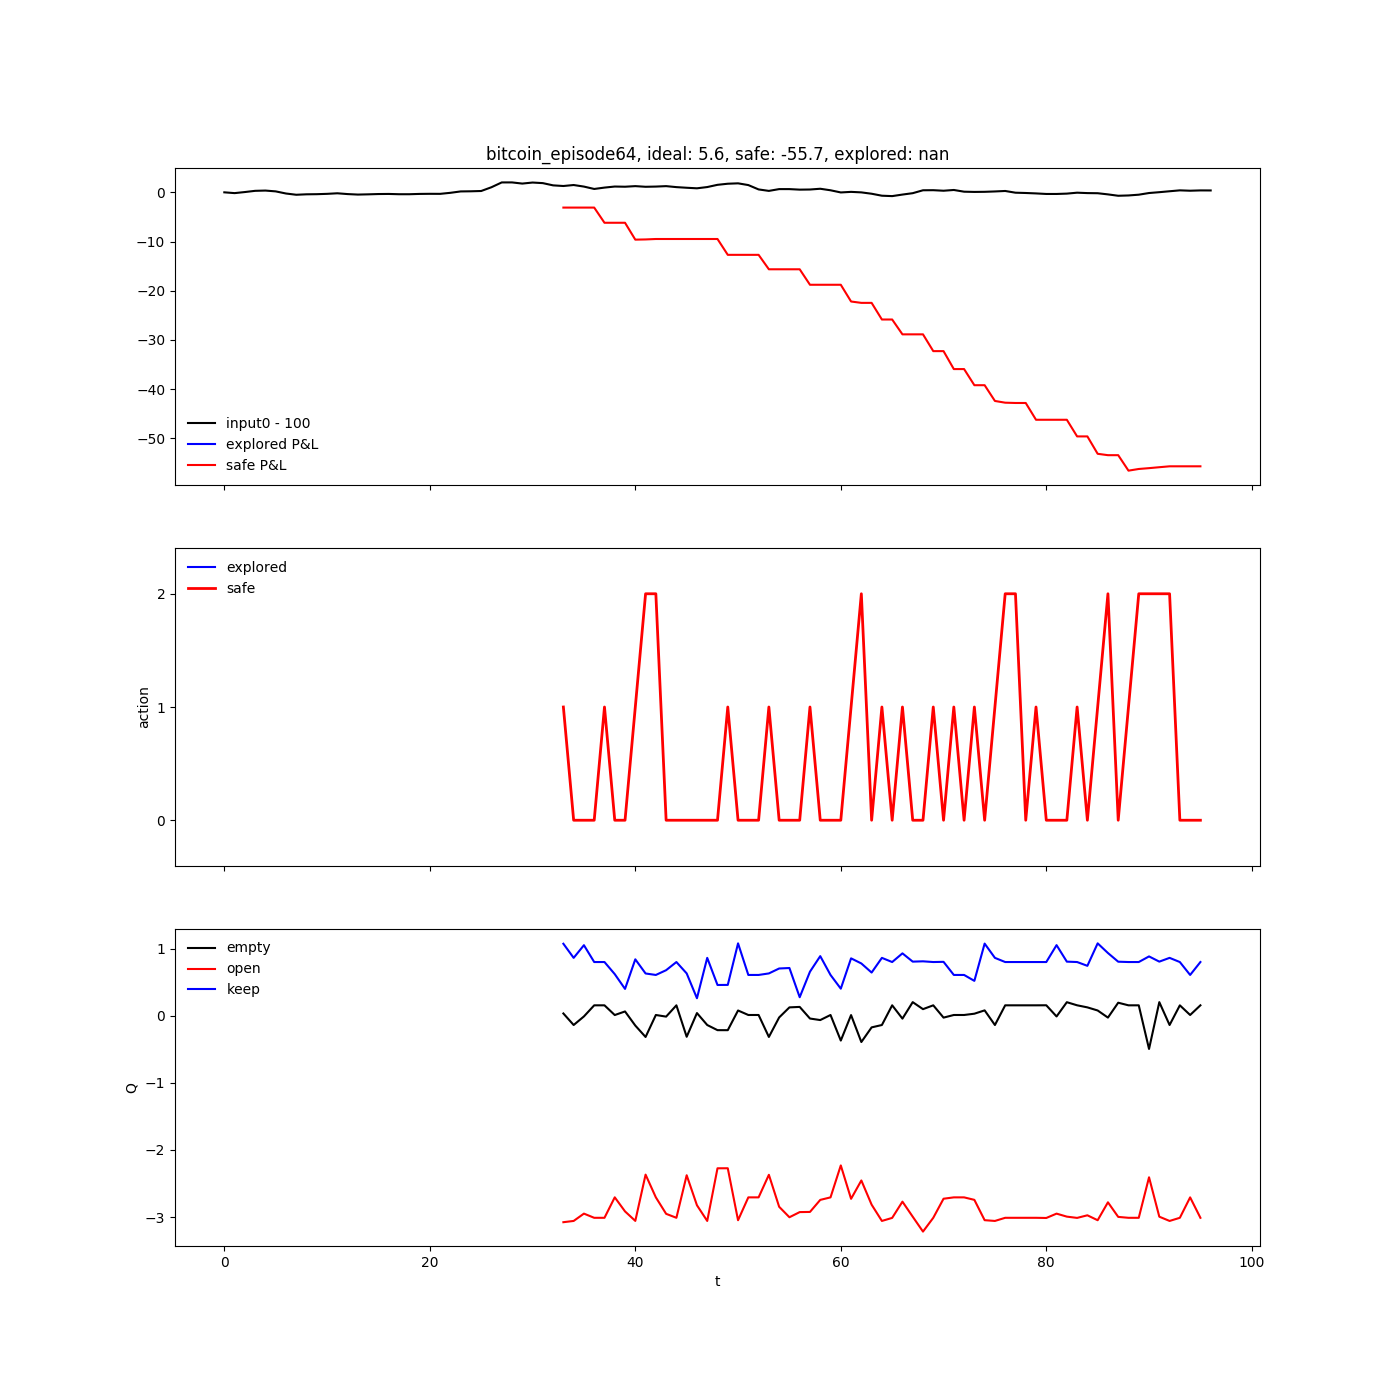 bitcoin_episode64, ideal: 5.6, safe: -55.7, explored: nan
0
−10
−20
−30
−40
−50
input0 - 100
explored P&L
safe P&L
explored
safe
2
1
0
action
empty
open
keep
1
0
−1
−2
−3
Q
0 20 40 60 80 100
t